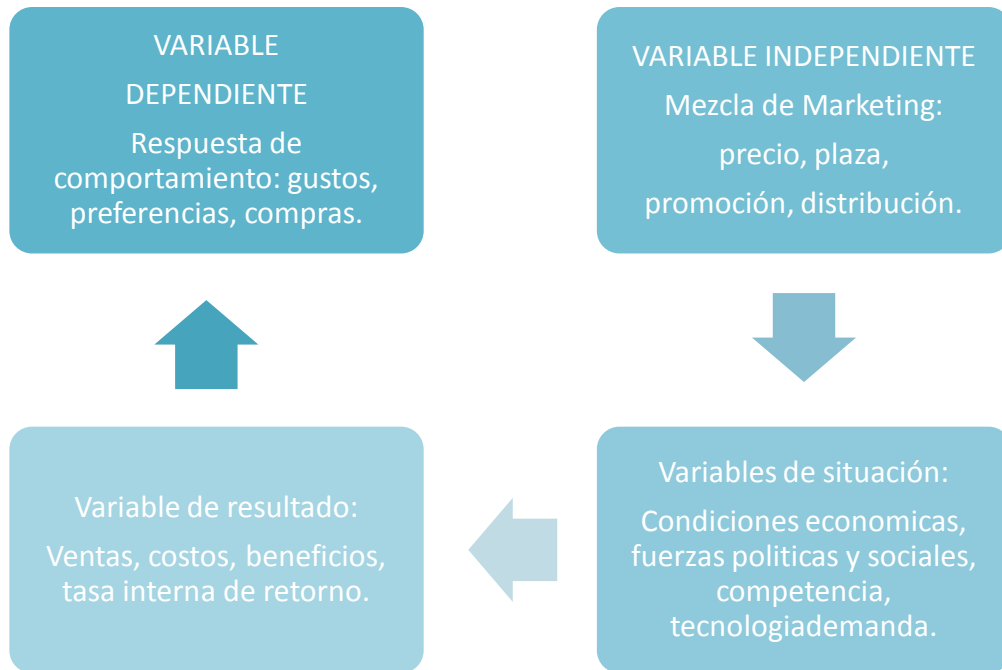 VARIABLE
DEPENDIENTE
Respuesta de
comportamiento: gustos,
preferencias, compras.
VARIABLE INDEPENDIENTE
Mezcla de Marketing:
precio, plaza,
promoción, distribución.
Variables de situación:
Condiciones economicas,
fuerzas politicas y sociales,
competencia,
tecnologiademanda.
Variable de resultado:
Ventas, costos, beneficios,
tasa interna de retorno.